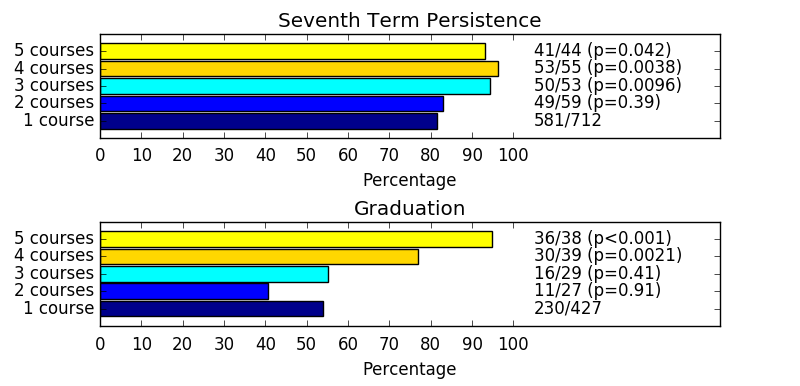 Seventh Term Persistence
5 courses 41/44 (p=0.042)
4 courses 53/55 (p=0.0038)
3 courses 50/53 (p=0.0096)
2 courses 49/59 (p=0.39)
1 course 581/712
0 10 20 30 40 50 60 70 80 90 100
Percentage
Graduation
5 courses 36/38 (p<0.001)
4 courses 30/39 (p=0.0021)
3 courses 16/29 (p=0.41)
2 courses 11/27 (p=0.91)
1 course 230/427
0 10 20 30 40 50 60 70 80 90 100
Percentage